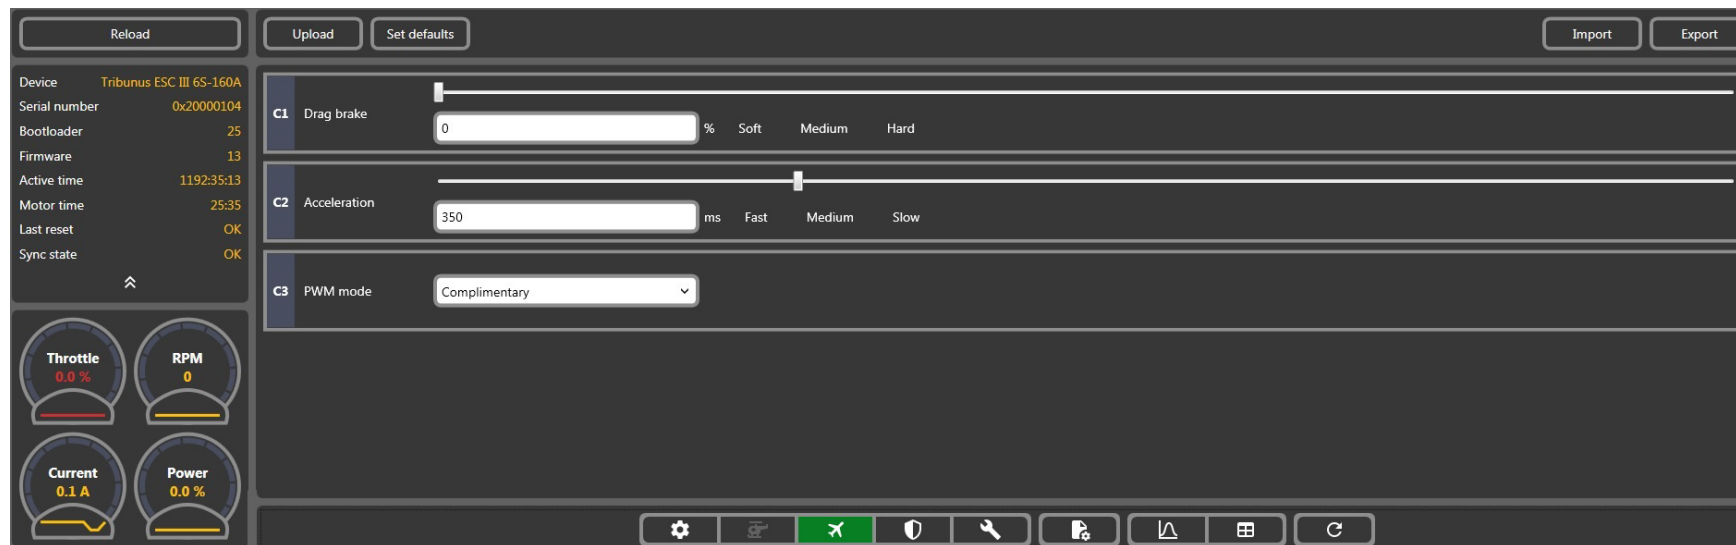 Reload
Upload
Set defaults
Import
Export
Device Tribunus ESC III 6S-160A
Serial number 0x20000104
Bootloader 25
Firmware 13
Active time 1192:35:13
Motor time 25:35
Last reset OK
Sync state OK
Throttle
0.0 %
RPM
0
Current
0.1 A
Power
0.0 %
C1 Drag brake
0 % Soft Medium Hard
C2 Acceleration
350 ms Fast Medium Slow
C3 PWM mode Complimentary